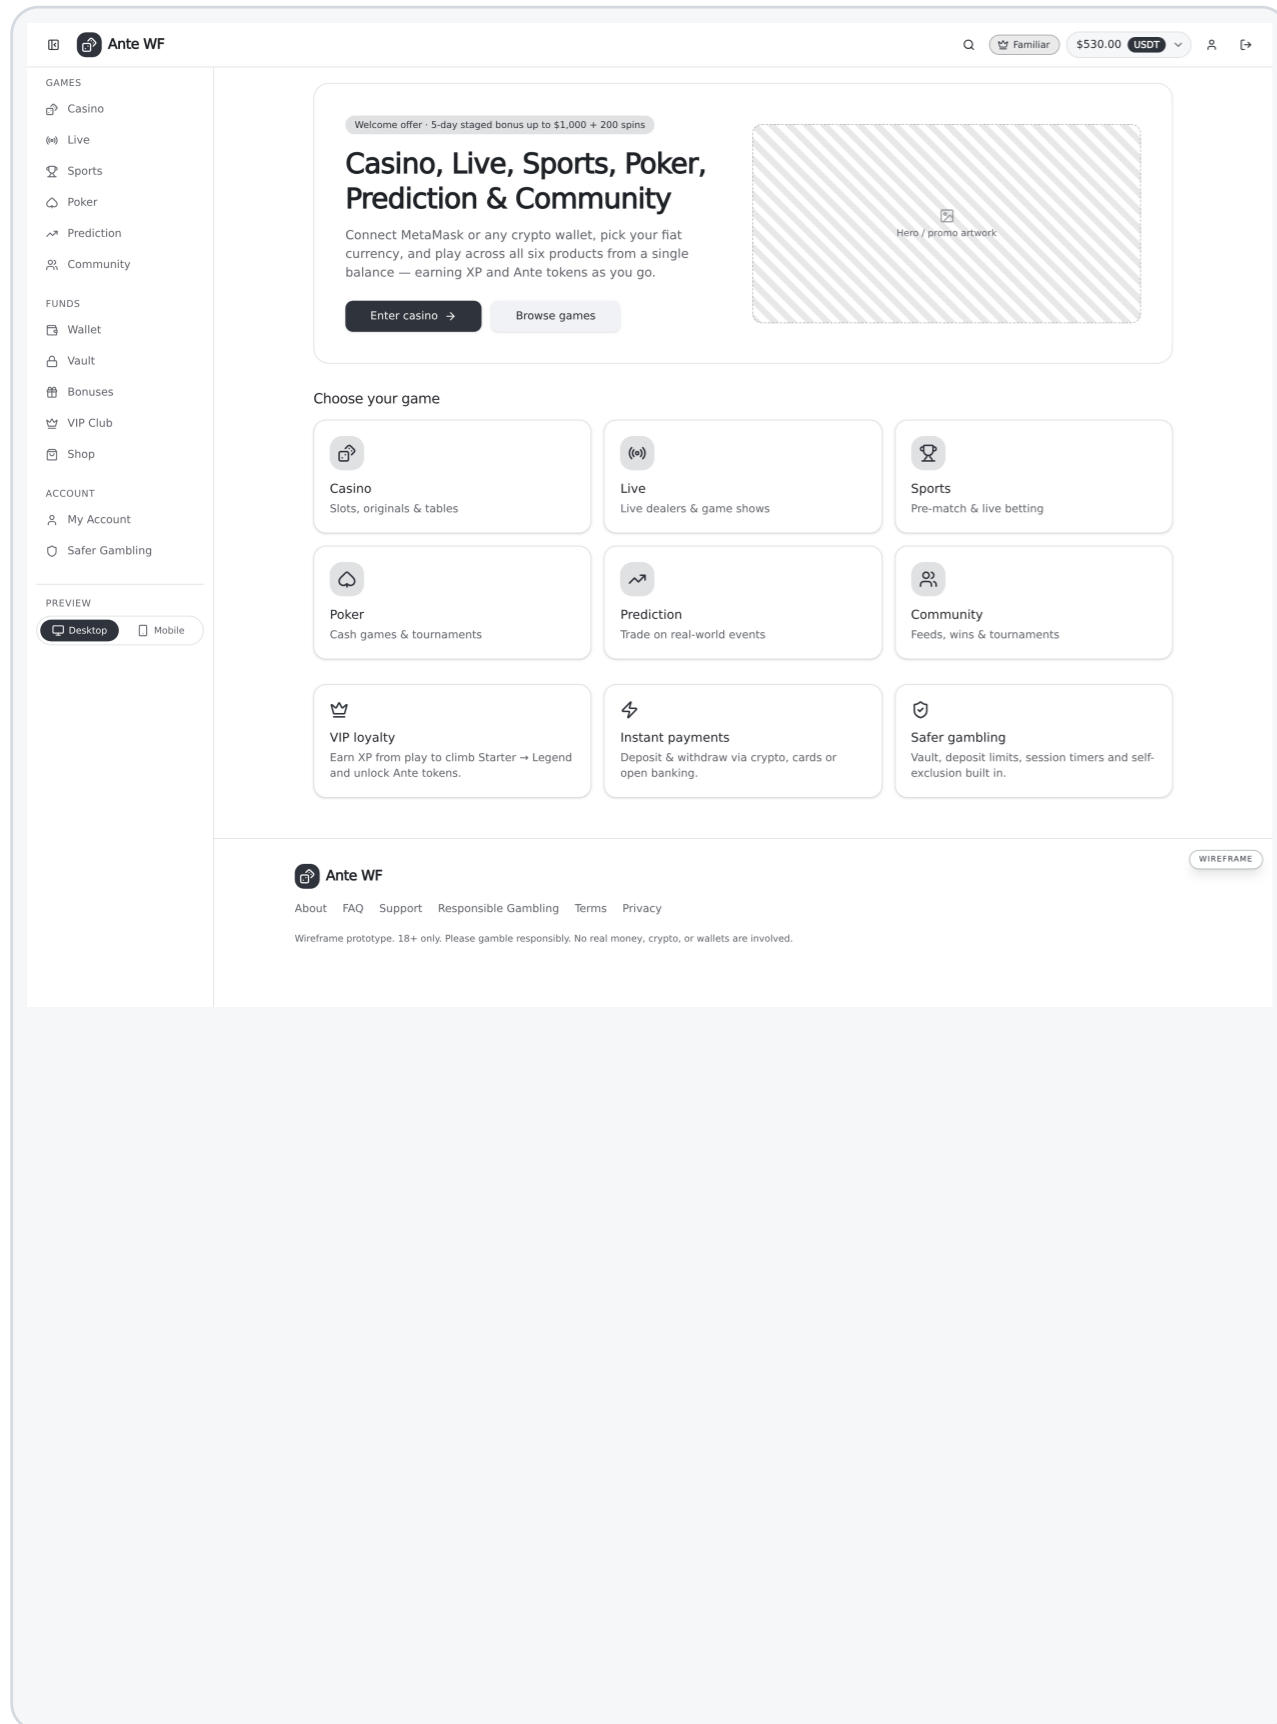 Ante WF
Familiar
$530.00 USDT
GAMES
Casino
Live
Sports
Poker
Prediction
Community
FUNDS
Wallet
Vault
Bonuses
VIP Club
Shop
ACCOUNT
My Account
Safer Gambling
PREVIEW
Desktop
Mobile
Welcome offer · 5-day staged bonus up to $1,000 + 200 spins
Casino, Live, Sports, Poker,
Prediction & Community
Connect MetaMask or any crypto wallet, pick your fiat
currency, and play across all six products from a single
balance — earning XP and Ante tokens as you go.
Enter casino →
Browse games
Hero / promo artwork
Choose your game
Casino
Slots, originals & tables
Live
Live dealers & game shows
Sports
Pre-match & live betting
Poker
Cash games & tournaments
Prediction
Trade on real-world events
Community
Feeds, wins & tournaments
VIP loyalty
Earn XP from play to climb Starter → Legend
and unlock Ante tokens.
Instant payments
Deposit & withdraw via crypto, cards or
open banking.
Safer gambling
Vault, deposit limits, session timers and self-
exclusion built in.
WIREFRAME
Ante WF
About FAQ Support Responsible Gambling Terms Privacy
Wireframe prototype. 18+ only. Please gamble responsibly. No real money, crypto, or wallets are involved.